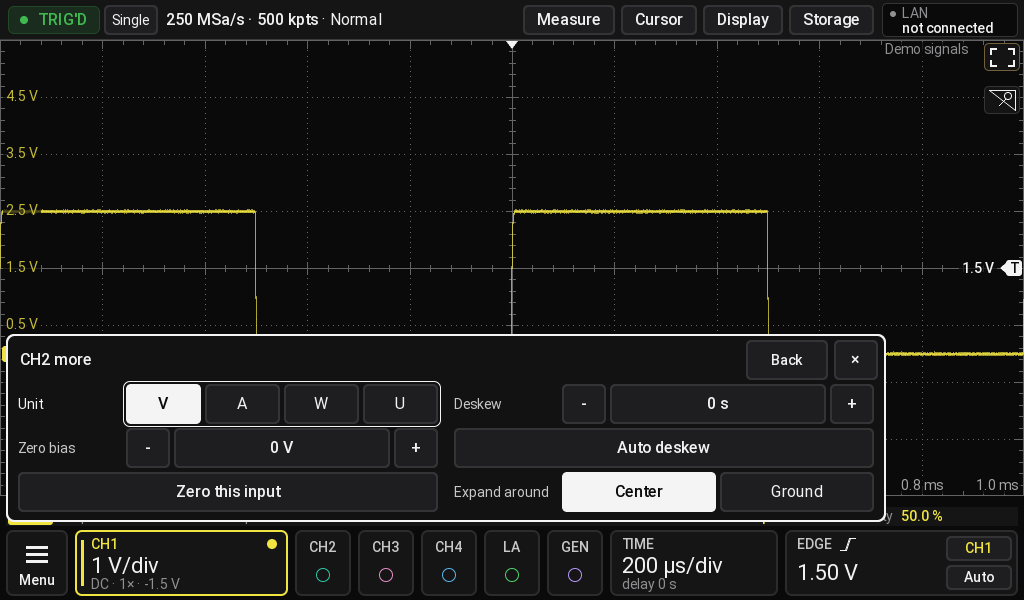 TRIG'D
Single
250 MSa/s · 500 kpts · Normal
Measure
Cursor
Display
Storage
LAN
not connected
Demo signals
4.5 V
3.5 V
2.5 V
1.5 V
1.5 V
T
0.5 V
CH2 more
Back
×
Unit
V
A
W
U
Deskew
-
0 s
+
Zero bias
-
0 V
+
Auto deskew
Zero this input
Expand around
Center
Ground
0.8 ms
1.0 ms
50.0 %
Menu
CH1
1 V/div
DC · 1× · -1.5 V
CH2
CH3
CH4
LA
GEN
TIME
200 µs/div
delay 0 s
EDGE
1.50 V
CH1
Auto